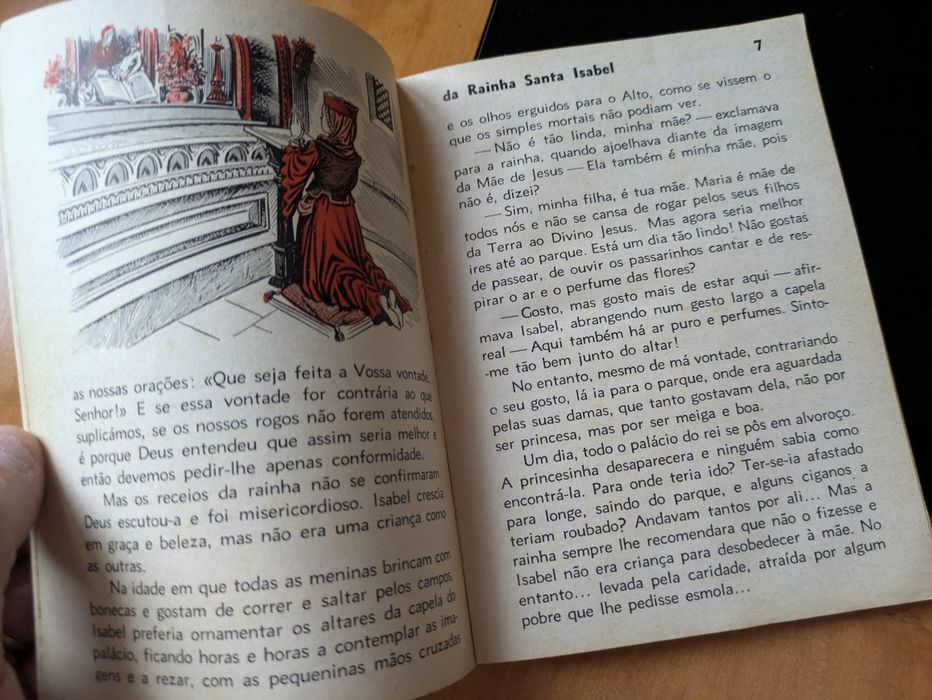 as nossas orações: «Que seja feita a Vossa vontade,
Senhor!» E se essa vontade for contrária ao que
suplicámos, se os nossos rogos não forem atendidos,
é porque Deus entendeu que assim seria melhor e
então devemos pedir-lhe apenas conformidade.
Mas os receios da rainha não se confirmaram.
Deus escutou-a e foi misericordioso. Isabel crescia
em graça e beleza, mas não era uma criança como
as outras.
Na idade em que todas as meninas brincam com
bonecas e gostam de correr e saltar pelos campos,
Isabel preferia ornamentar os altares da capela do
palácio, ficando horas e horas a contemplar as ima-
gens e a rezar, com as pequeninas mãos cruzadas
da Rainha Santa Isabel 7
e os olhos erguidos para o Alto, como se vissem o
que os simples mortais não podiam ver.
— Não é tão linda, minha mãe? — exclamava
para a rainha, quando ajoelhava diante da imagem
da Mãe de Jesus — Ela também é minha mãe, pois
não é, dizei?
— Sim, minha filha, é tua mãe. Maria é mãe de
todos nós e não se cansa de rogar pelos seus filhos
da Terra ao Divino Jesus. Mas agora seria melhor
ires até ao parque. Está um dia tão lindo! Não gostas
de passear, de ouvir os passarinhos cantar e de res-
pirar o ar e o perfume das flores?
— Gosto, mas gosto mais de estar aqui — afir-
mava Isabel, abrangendo num gesto largo a capela
real — Aqui também há ar puro e perfumes. Sinto-
-me tão bem junto do altar!
No entanto, mesmo de má vontade, contrariando
o seu gosto, lá ia para o parque, onde era aguardada
pelas suas damas, que tanto gostavam dela, não por
ser princesa, mas por ser meiga e boa.
Um dia, todo o palácio do rei se pôs em alvoroço.
A princesinha desaparecera e ninguém sabia como
encontrá-la. Para onde teria ido? Ter-se-ia afastado
para longe, saindo do parque, e alguns ciganos a
teriam roubado? Andavam tantos por ali... Mas a
rainha sempre lhe recomendara que não o fizesse e
Isabel não era criança para desobedecer à mãe. No
entanto... levada pela caridade, atraída por algum
pobre que lhe pedisse esmola...